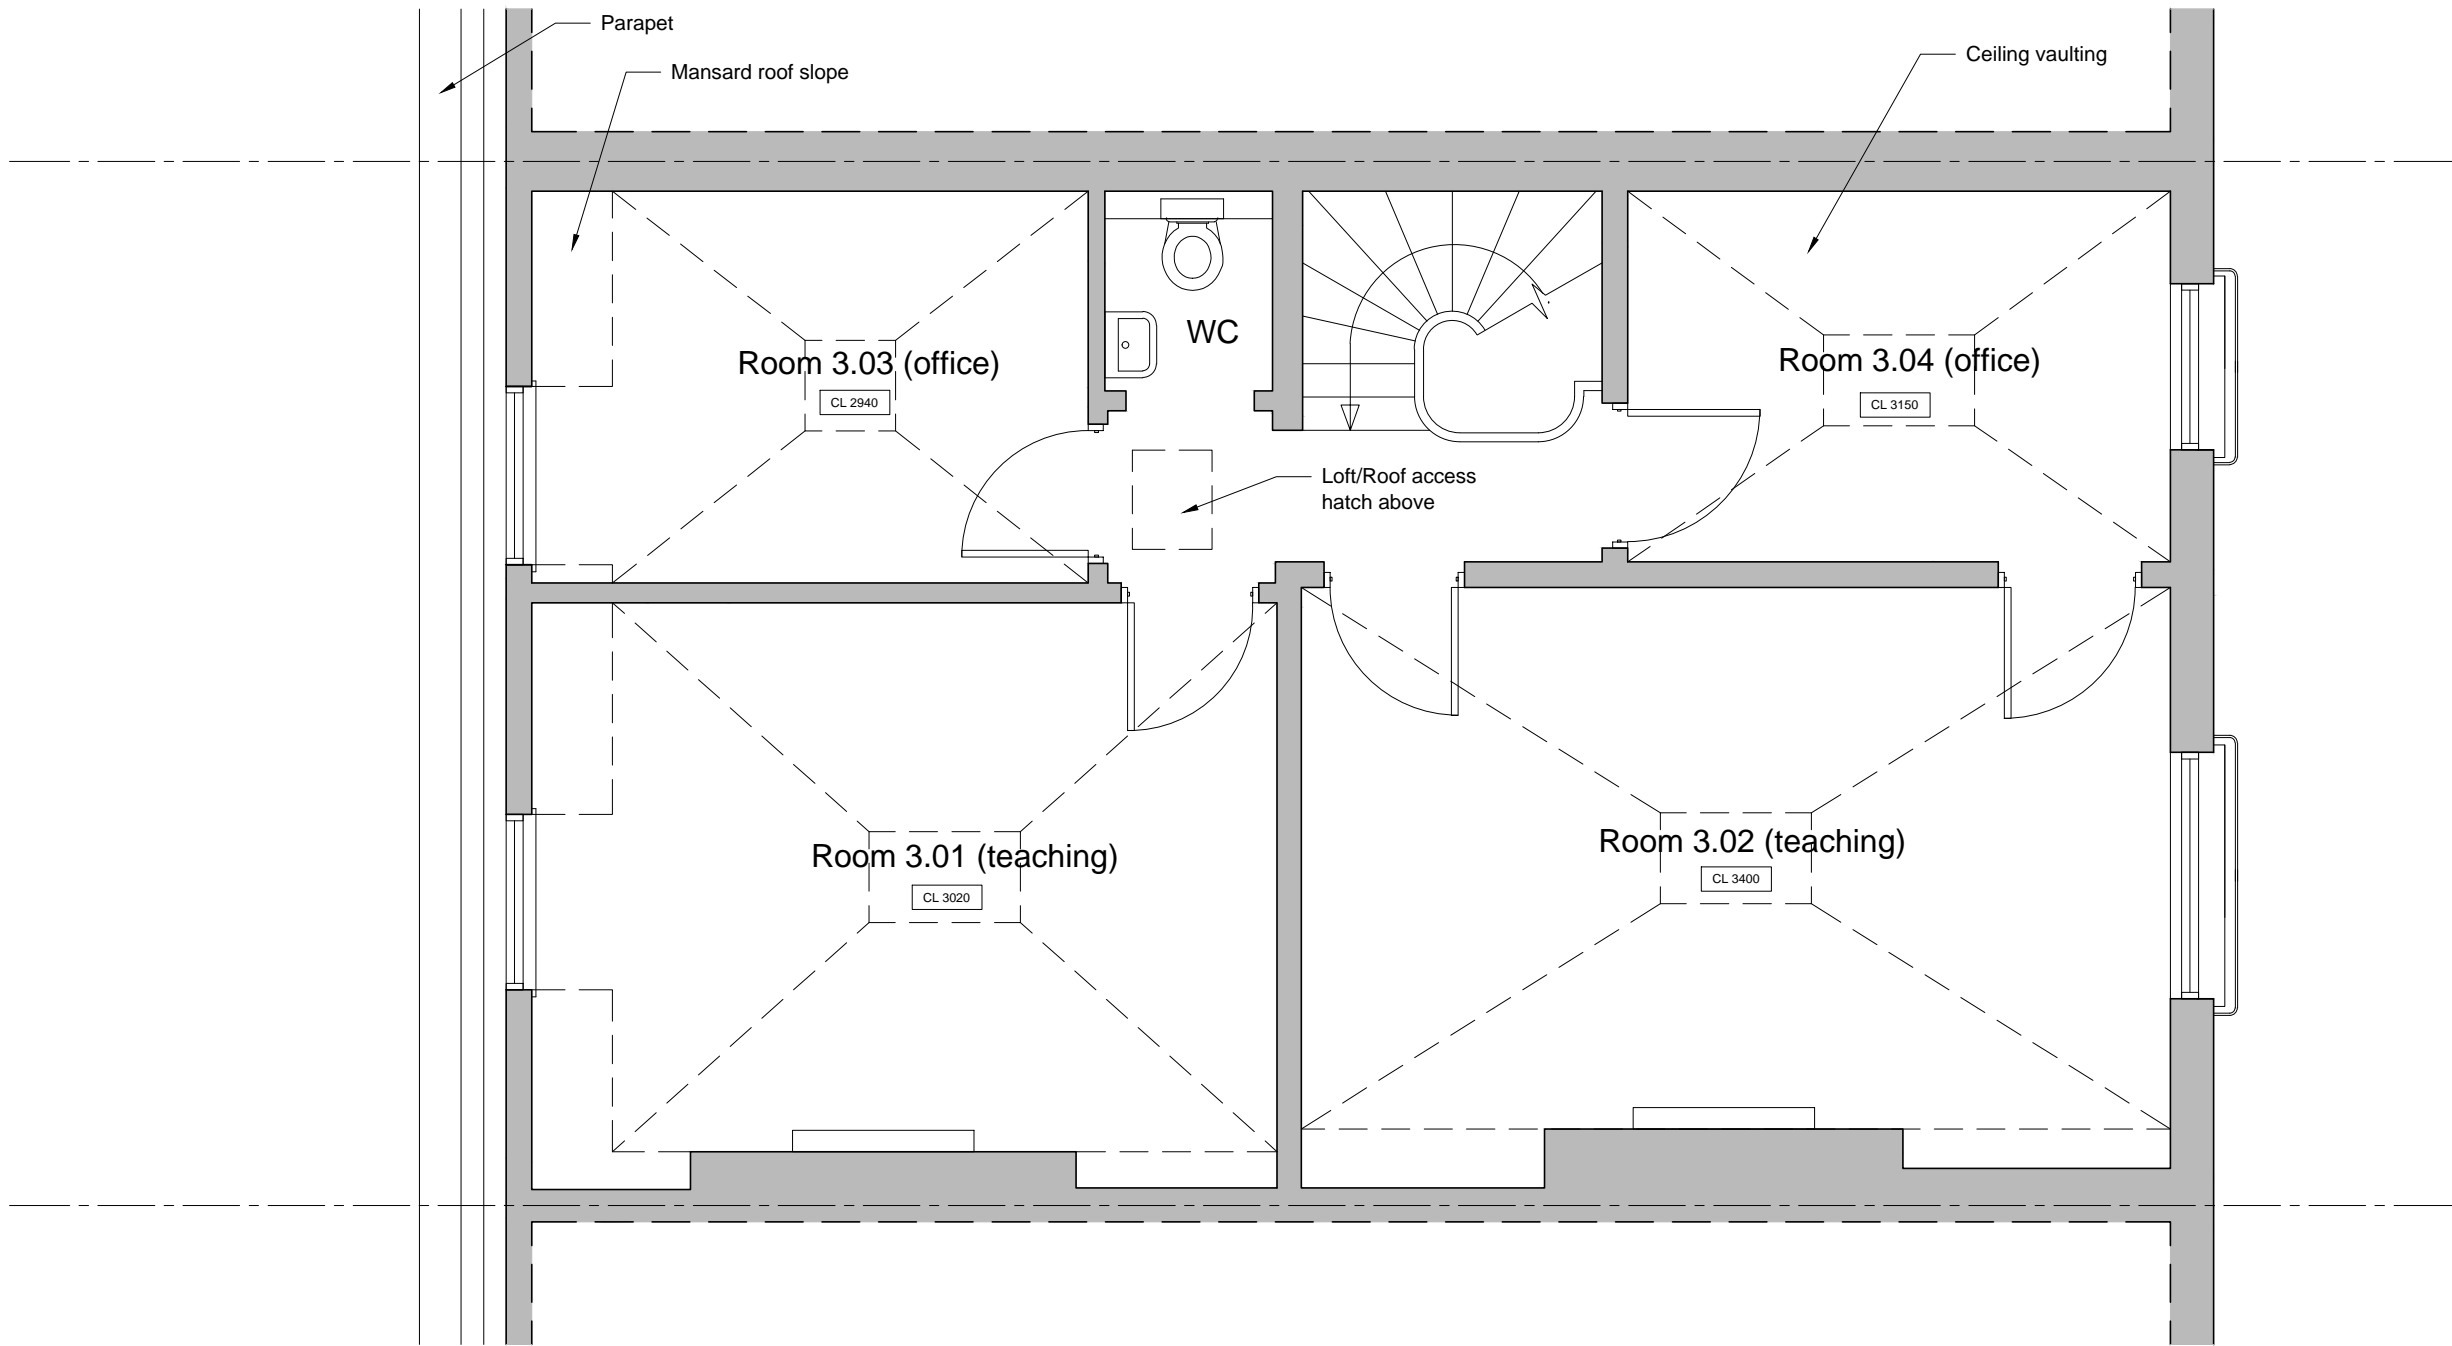 Parapet
Mansard roof slope
Ceiling vaulting
WC
Room 3.03 (office)
CL 2940
Room 3.04 (office)
CL 3150
Loft/Roof access
hatch above
Room 3.01 (teaching)
CL 3020
Room 3.02 (teaching)
CL 3400